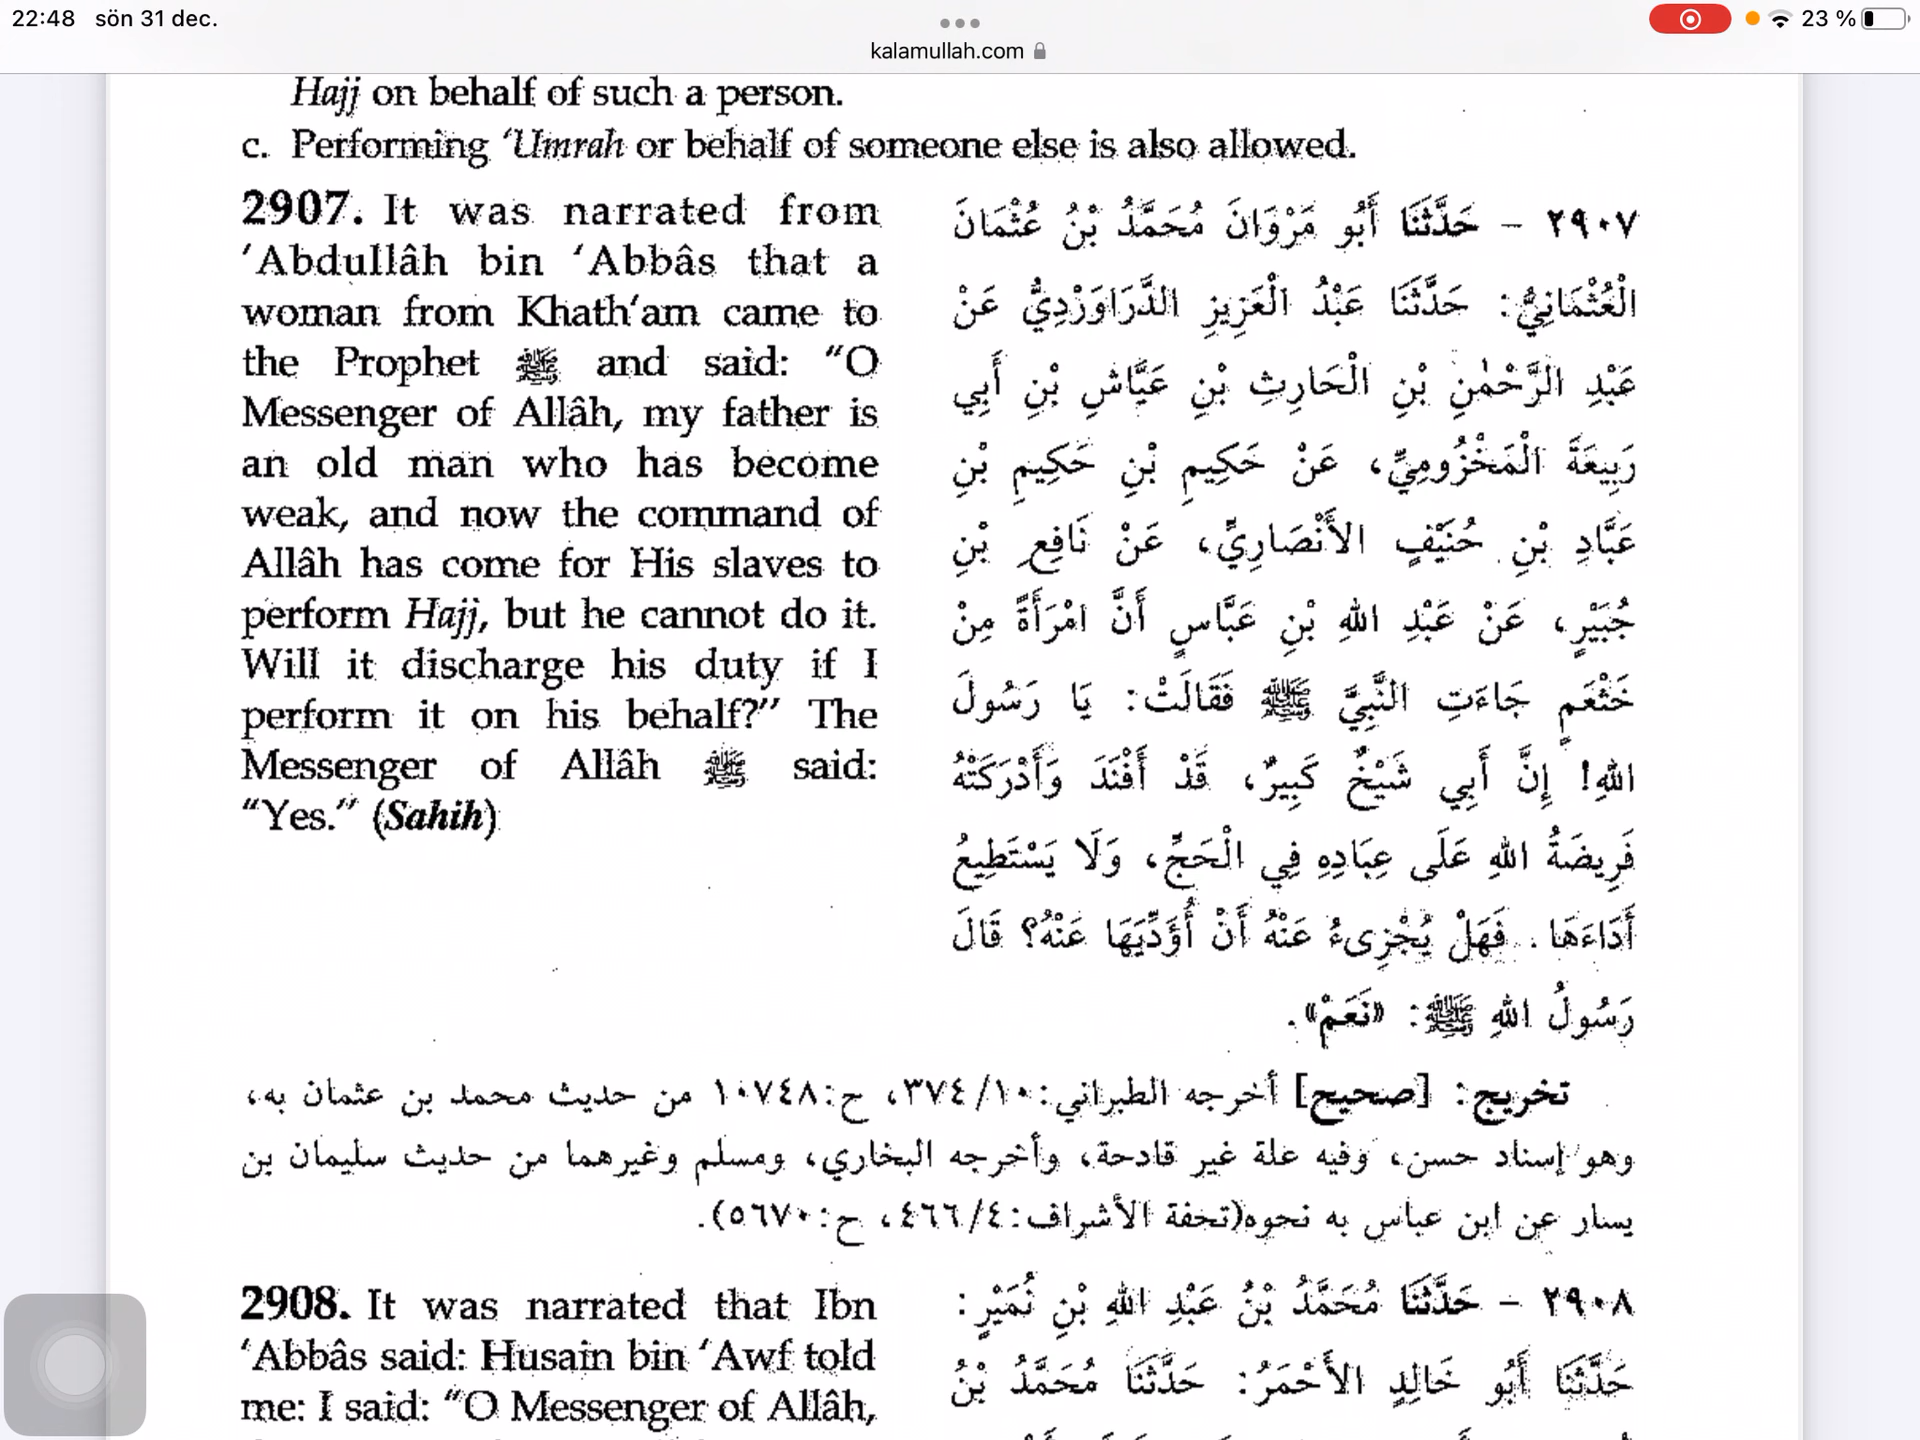 22:48 sön 31 dec.
23 %
kalamullah.com
Hajj on behalf of such a person.
c. Performing ‘Umrah or behalf of someone else is also allowed.
2907. It was narrated from
‘Abdullâh bin ‘Abbâs that a
woman from Khath‘am came to
the Prophet ﷺ and said: “O
Messenger of Allâh, my father is
an old man who has become
weak, and now the command of
Allâh has come for His slaves to
perform Hajj, but he cannot do it.
Will it discharge his duty if I
perform it on his behalf?” The
Messenger of Allâh ﷺ said:
“Yes.” (Sahih)
٢٩٠٧ - حَدَّثَنَا أَبُو مَرْوَانَ مُحَمَّدُ بْنُ عُثْمَانَ
الْعُثْمَانِيُّ: حَدَّثَنَا عَبْدُ الْعَزِيزِ الدَّرَاوَرْدِيُّ عَنْ
عَبْدِ الرَّحْمٰنِ بْنِ الْحَارِثِ بْنِ عَيَّاشِ بْنِ أَبِي
رَبِيعَةَ الْمَخْزُومِيِّ، عَنْ حَكِيمِ بْنِ حَكِيمِ بْنِ
عَبَّادِ بْنِ حُنَيْفٍ الأَنْصَارِيِّ، عَنْ نَافِعِ بْنِ
جُبَيْرٍ، عَنْ عَبْدِ اللهِ بْنِ عَبَّاسٍ أَنَّ امْرَأَةً مِنْ
خَثْعَمٍ جَاءَتِ النَّبِيَّ ﷺ فَقَالَتْ: يَا رَسُولَ
اللهِ! إِنَّ أَبِي شَيْخٌ كَبِيرٌ، قَدْ أَفْنَدَ وَأَدْرَكَتْهُ
فَرِيضَةُ اللهِ عَلَى عِبَادِهِ فِي الْحَجِّ، وَلَا يَسْتَطِيعُ
أَدَاءَهَا. فَهَلْ يُجْزِىءُ عَنْهُ أَنْ أُؤَدِّيَهَا عَنْهُ؟ قَالَ
رَسُولُ اللهِ ﷺ: «نَعَمْ».
تخريج: [صحيح] أخرجه الطبراني:١٠/٣٧٤، ح:١٠٧٤٨ من حديث محمد بن عثمان به،
وهو إسناد حسن، وفيه علة غير قادحة، وأخرجه البخاري، ومسلم وغيرهما من حديث سليمان بن
يسار عن ابن عباس به نحوه(تحفة الأشراف:٤/٤٦٦، ح:٥٦٧٠).
2908. It was narrated that Ibn
‘Abbâs said: Husain bin ‘Awf told
me: I said: “O Messenger of Allâh,
٢٩٠٨ - حَدَّثَنَا مُحَمَّدُ بْنُ عَبْدِ اللهِ بْنِ نُمَيْرٍ:
حَدَّثَنَا أَبُو خَالِدٍ الأَحْمَرُ: حَدَّثَنَا مُحَمَّدُ بْنُ